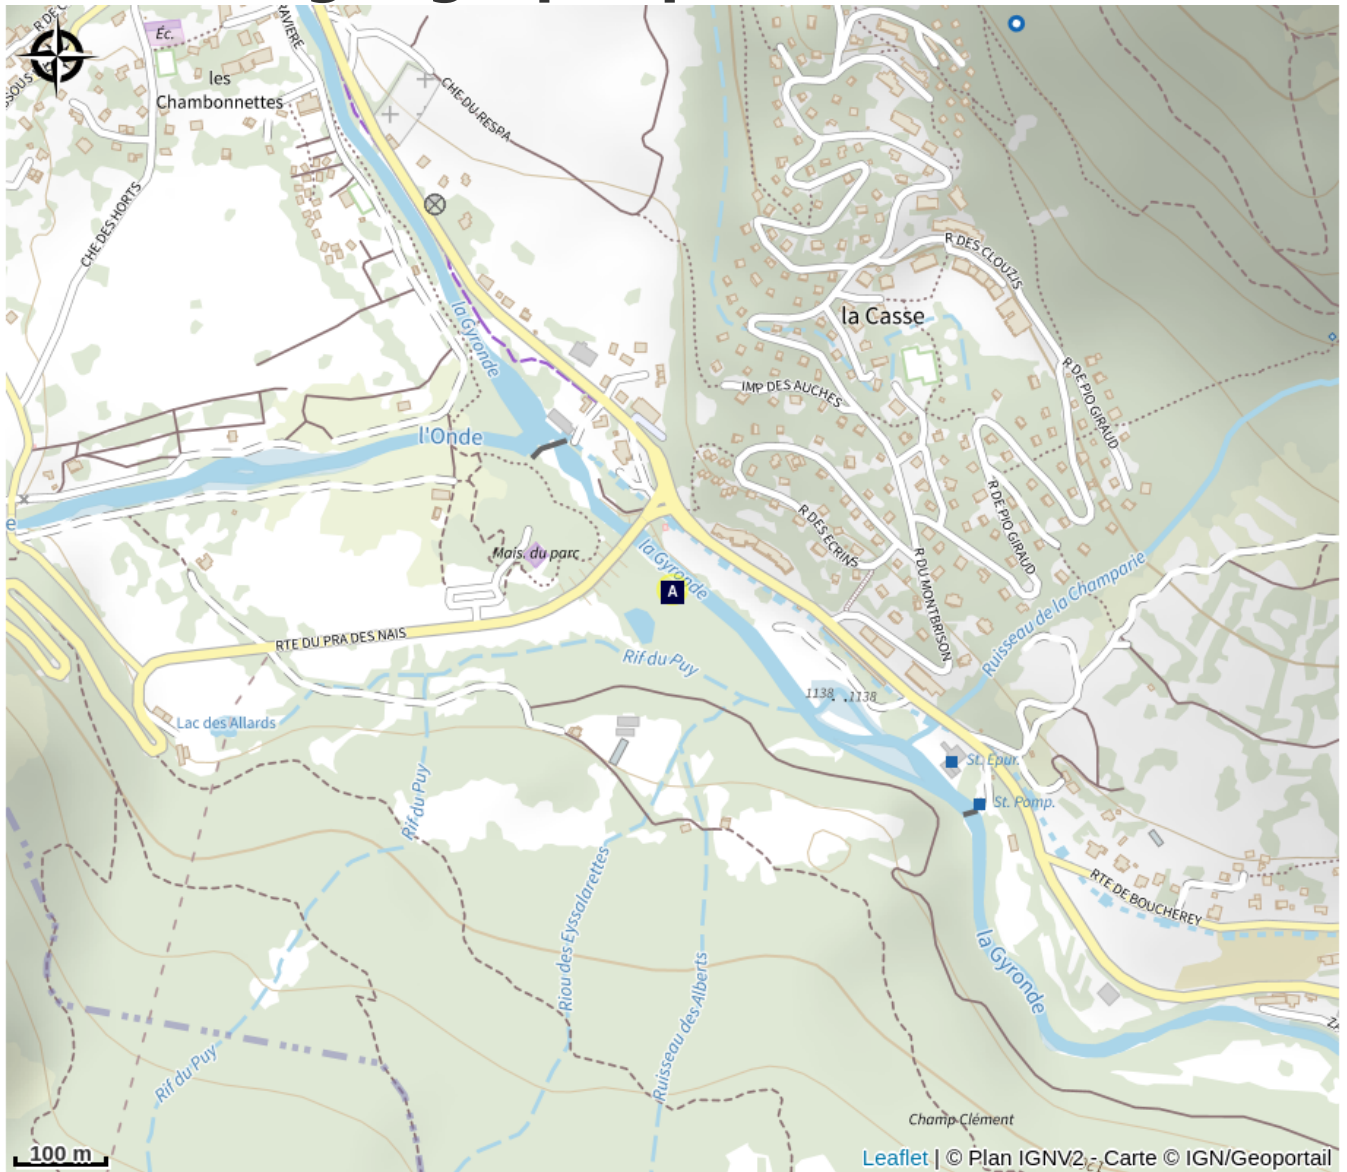 Éc.
les
Chambonnettes
CHE DU RESPA
CHE DES HORTS
R DES CLOUZIS
la Casse
la Gyronde
IMP DES AUCHES
R DE PIO GIRAUD
l'Onde
R DE PIO GIRAUD
R DES ECRINS
e
Mais. du parc
la Gyronde
A
R DU MONTBRISON
Ruisseau de la Champarie
RTE DU PRA DES NAIS
Rif du Puy
1138 . .1138
Lac des Allards
St. Epur.
St. Pomp.
Rif du Puy
Riou des Eyssalarettes
RTE DE BOUCHEREY
la Gyronde
Ruisseau des Alberts
Rif du Puy
Champ Clément
100 m
Leaflet | © Plan IGNV2 - Carte © IGN/Geoportail